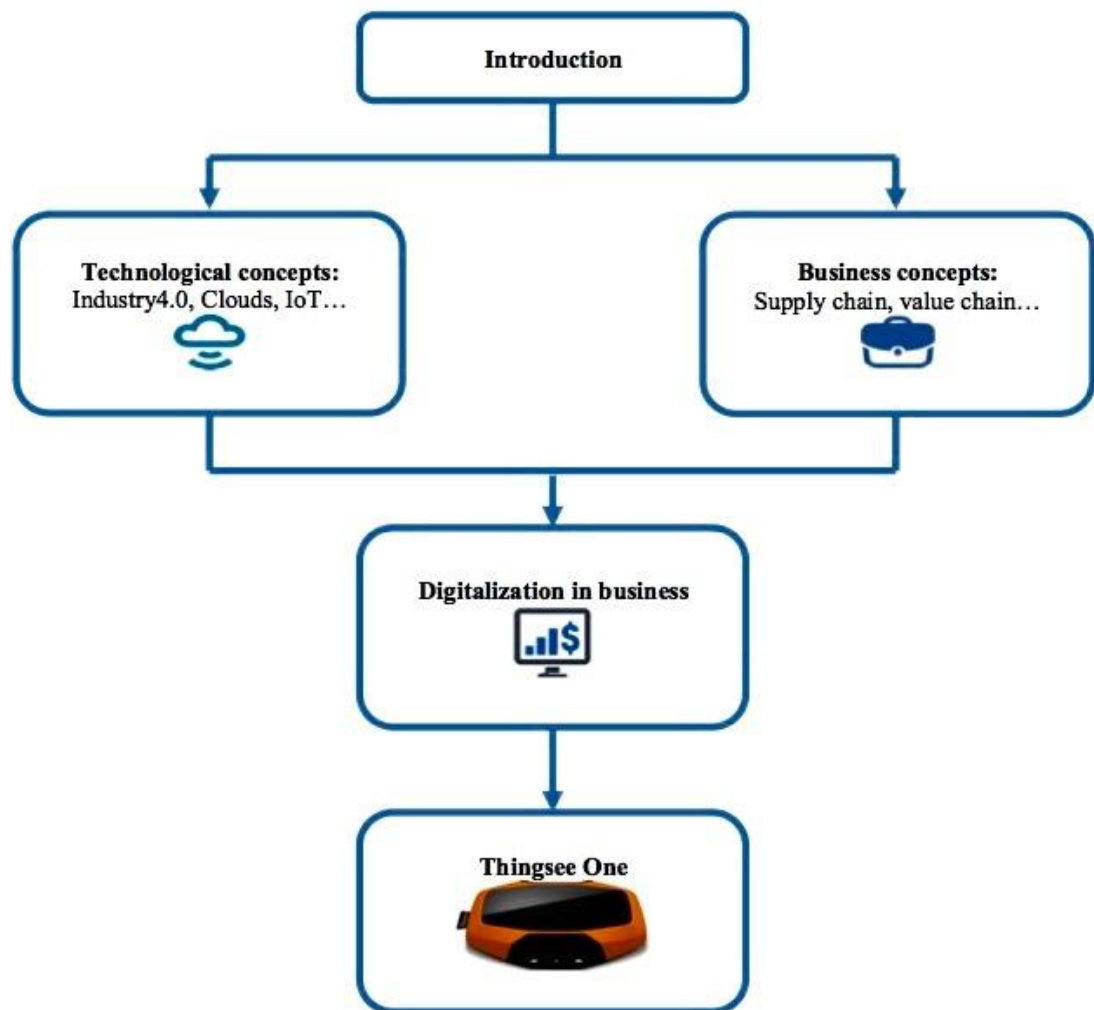 Introduction
Technological concepts:
Industry4.0, Clouds, IoT…
Business concepts:
Supply chain, value chain…
Digitalization in business
$
Thingsee One